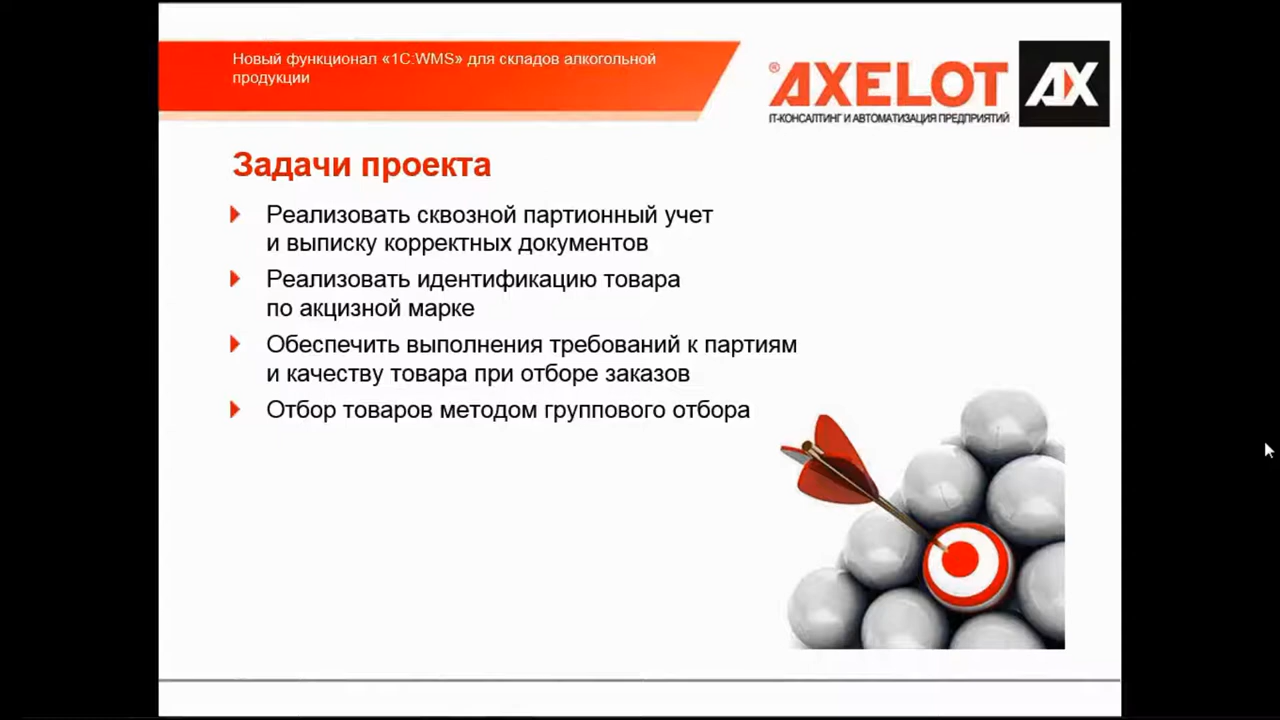 Новый функционал «1С:WMS» для складов алкогольной
продукции
® AXELOT AX
IT-КОНСАЛТИНГ И АВТОМАТИЗАЦИЯ ПРЕДПРИЯТИЙ
Задачи проекта
Реализовать сквозной партионный учет
и выписку корректных документов
Реализовать идентификацию товара
по акцизной марке
Обеспечить выполнения требований к партиям
и качеству товара при отборе заказов
Отбор товаров методом группового отбора